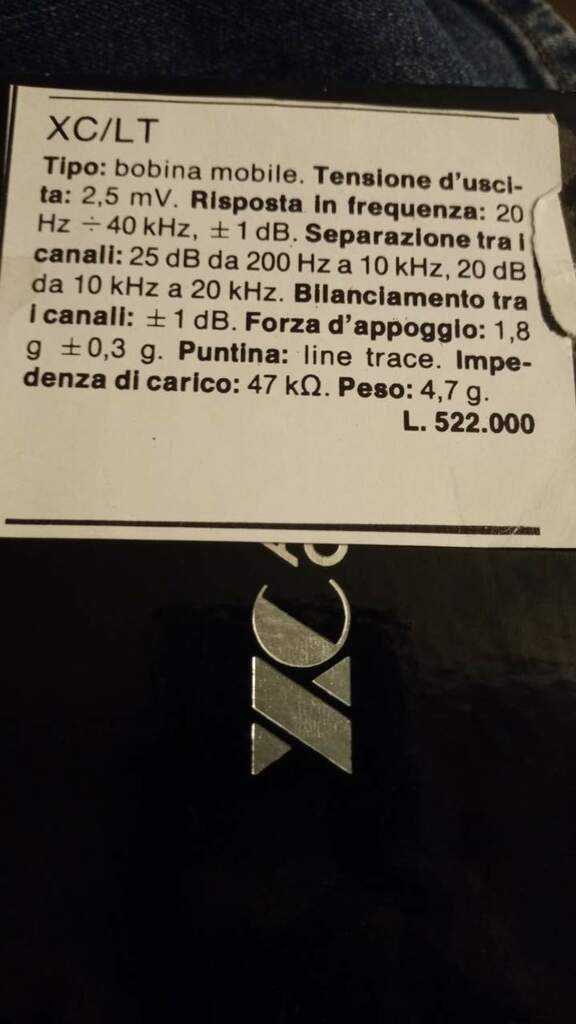 XC/LT
Tipo: bobina mobile. Tensione d'usci-
ta: 2,5 mV. Risposta in frequenza: 20
Hz ÷ 40 kHz, ± 1 dB. Separazione tra i
canali: 25 dB da 200 Hz a 10 kHz, 20 dB
da 10 kHz a 20 kHz. Bilanciamento tra
i canali: ± 1 dB. Forza d'appoggio: 1,8
g ± 0,3 g. Puntina: line trace. Impe-
denza di carico: 47 kΩ. Peso: 4,7 g.
L. 522.000
XC